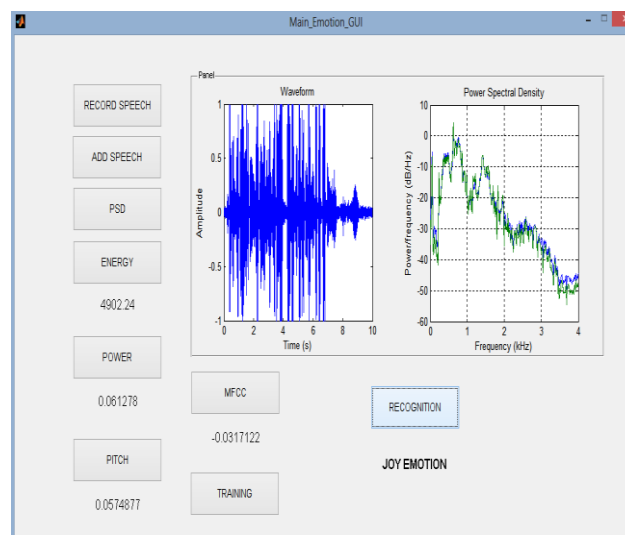 Main_Emotion_GUI
RECORD SPEECH
ADD SPEECH
PSD
ENERGY
4902.24
POWER
0.061278
PITCH
0.0574877
Panel
Waveform
Amplitude
1
0.5
0
-0.5
-1
0 2 4 6 8 10
Time (s)
Power Spectral Density
Power/frequency (dB/Hz)
10
0
-10
-20
-30
-40
-50
-60
0 1 2 3 4
Frequency (kHz)
MFCC
-0.0317122
TRAINING
RECOGNITION
JOY EMOTION